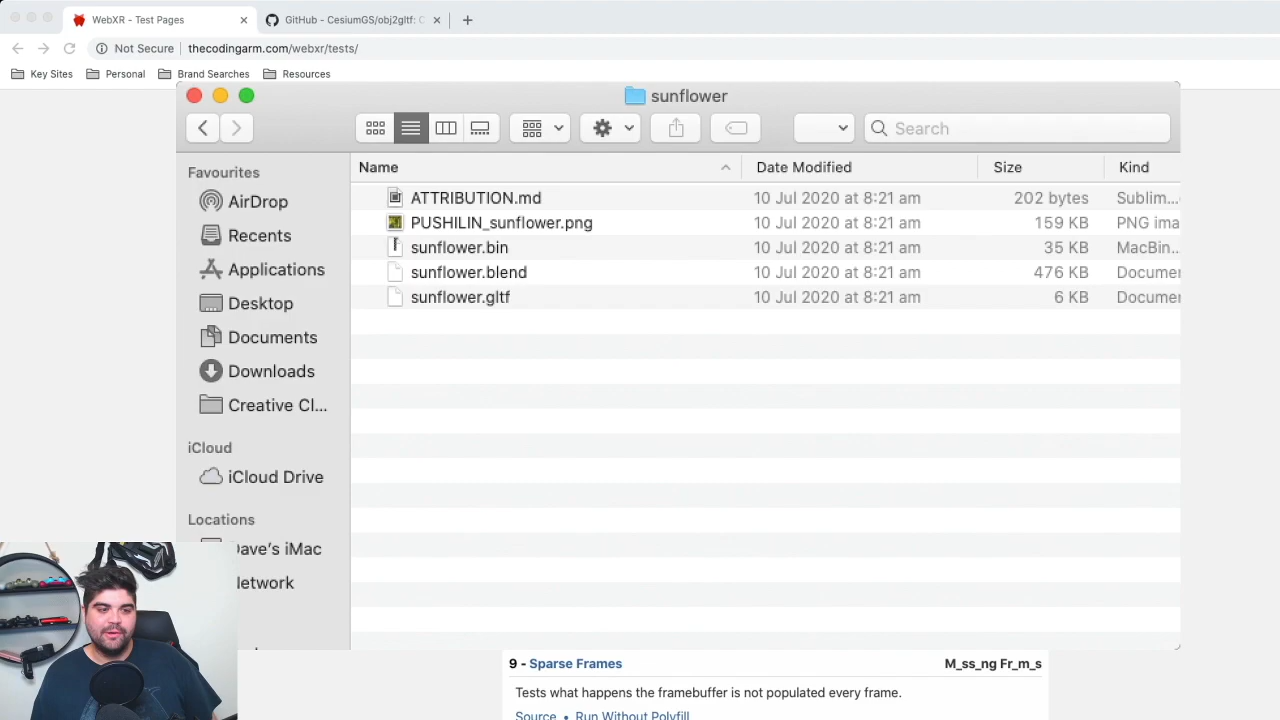 WebXR - Test Pages
GitHub - CesiumGS/obj2gltf: C
Not Secure
thecodingarm.com/webxr/tests/
Key Sites
Personal
Brand Searches
Resources
sunflower
Search
Favourites
AirDrop
Recents
Applications
Desktop
Documents
Downloads
Creative Cl...
iCloud
iCloud Drive
Locations
Dave's iMac
Network
Name Date Modified Size Kind
ATTRIBUTION.md 10 Jul 2020 at 8:21 am 202 bytes Sublim...
PUSHILIN_sunflower.png 10 Jul 2020 at 8:21 am 159 KB PNG ima
sunflower.bin 10 Jul 2020 at 8:21 am 35 KB MacBin...
sunflower.blend 10 Jul 2020 at 8:21 am 476 KB Documer
sunflower.gltf 10 Jul 2020 at 8:21 am 6 KB Documer
9 - Sparse Frames M_ss_ng Fr_m_s
Tests what happens the framebuffer is not populated every frame.
Source • Run Without Polyfill